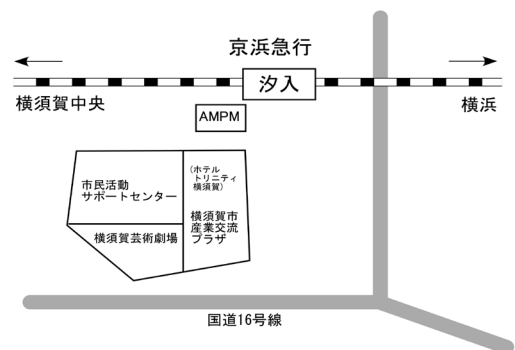 京浜急行
汐入
横須賀中央
横浜
AMPM
市民活動
サポートセンター
(ホテル
トリニティ
横須賀)
横須賀市
産業交流
プラザ
横須賀芸術劇場
国道16号線